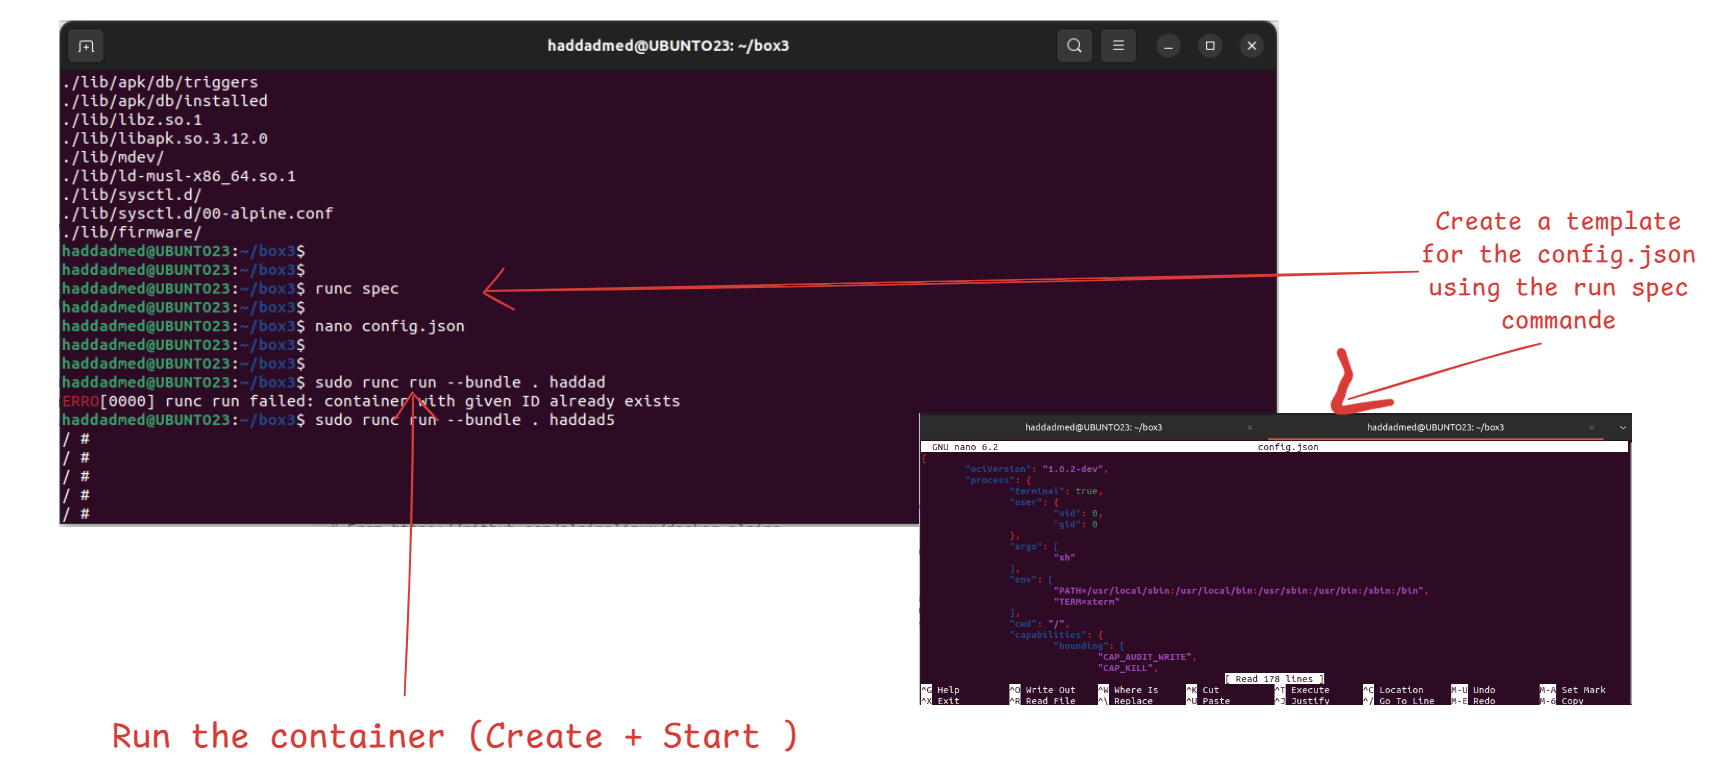 haddadmed@UBUNTO23: ~/box3
./lib/apk/db/triggers
./lib/apk/db/installed
./lib/libz.so.1
./lib/libapk.so.3.12.0
./lib/mdev/
./lib/ld-musl-x86_64.so.1
./lib/sysctl.d/
./lib/sysctl.d/00-alpine.conf
./lib/firmware/
haddadmed@UBUNTO23:~/box3$
haddadmed@UBUNTO23:~/box3$
haddadmed@UBUNTO23:~/box3$ runc spec
haddadmed@UBUNTO23:~/box3$
haddadmed@UBUNTO23:~/box3$ nano config.json
haddadmed@UBUNTO23:~/box3$
haddadmed@UBUNTO23:~/box3$
haddadmed@UBUNTO23:~/box3$ sudo runc run --bundle . haddad
ERRO[0000] runc run failed: container with given ID already exists
haddadmed@UBUNTO23:~/box3$ sudo runc run --bundle . haddad5
/ #
/ #
/ #
/ #
/ #
Create a template
for the config.json
using the run spec
commande
haddadmed@UBUNTO23: ~/box3
haddadmed@UBUNTO23: ~/box3
GNU nano 6.2 config.json
{
"ociVersion": "1.0.2-dev",
"process": {
"terminal": true,
"user": {
"uid": 0,
"gid": 0
},
"args": [
"sh"
],
"env": [
"PATH=/usr/local/sbin:/usr/local/bin:/usr/sbin:/usr/bin:/sbin:/bin",
"TERM=xterm"
],
"cwd": "/",
"capabilities": {
"bounding": [
"CAP_AUDIT_WRITE",
"CAP_KILL",
[ Read 178 lines ]
^G Help ^O Write Out ^W Where Is ^K Cut ^T Execute ^C Location M-U Undo M-A Set Mark
^X Exit ^R Read File ^\ Replace ^U Paste ^J Justify ^/ Go To Line M-E Redo M-6 Copy
Run the container (Create + Start )